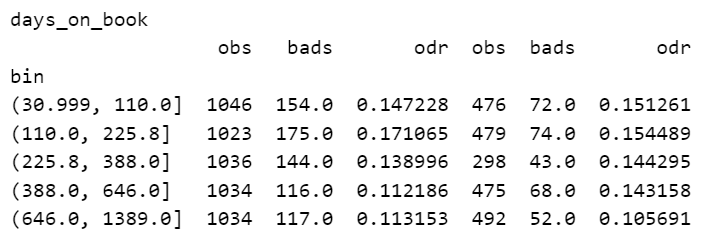 days_on_book
obs bads odr obs bads odr
bin
(30.999, 110.0] 1046 154.0 0.147228 476 72.0 0.151261
(110.0, 225.8] 1023 175.0 0.171065 479 74.0 0.154489
(225.8, 388.0] 1036 144.0 0.138996 298 43.0 0.144295
(388.0, 646.0] 1034 116.0 0.112186 475 68.0 0.143158
(646.0, 1389.0] 1034 117.0 0.113153 492 52.0 0.105691